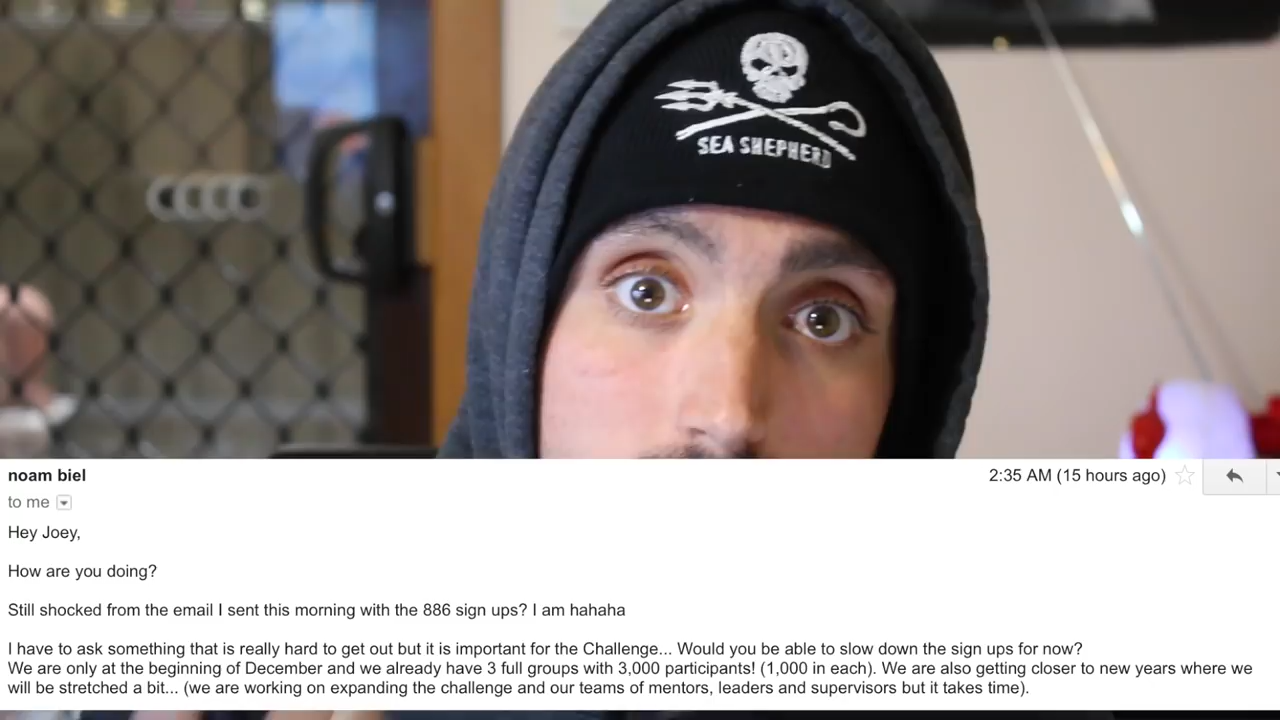 SEA SHEPHERD
noam biel
2:35 AM (15 hours ago)
to me
Hey Joey,
How are you doing?
Still shocked from the email I sent this morning with the 886 sign ups? I am hahaha
I have to ask something that is really hard to get out but it is important for the Challenge... Would you be able to slow down the sign ups for now?
We are only at the beginning of December and we already have 3 full groups with 3,000 participants! (1,000 in each). We are also getting closer to new years where we
will be stretched a bit... (we are working on expanding the challenge and our teams of mentors, leaders and supervisors but it takes time).